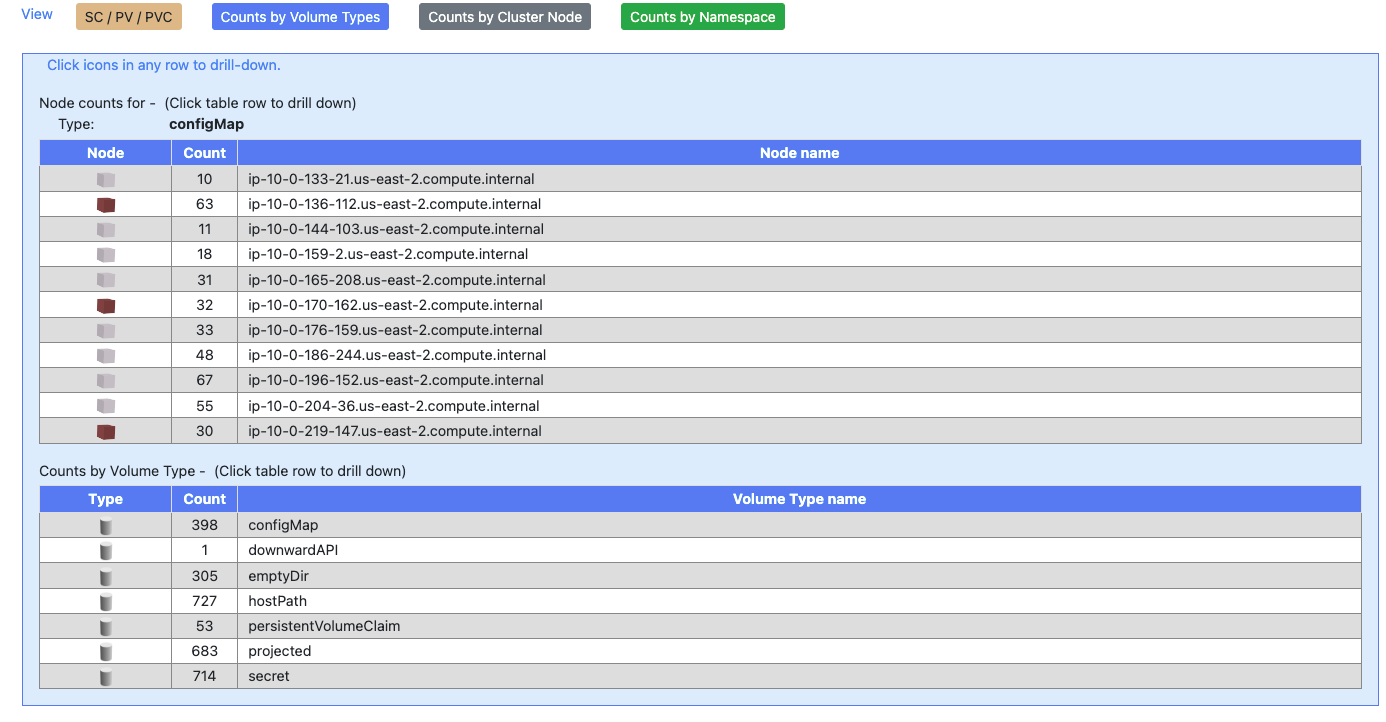 View SC / PV / PVC Counts by Volume Types Counts by Cluster Node Counts by Namespace
Click icons in any row to drill-down.
Node counts for - (Click table row to drill down)
Type: configMap
Node Count Node name
10 ip-10-0-133-21.us-east-2.compute.internal
63 ip-10-0-136-112.us-east-2.compute.internal
11 ip-10-0-144-103.us-east-2.compute.internal
18 ip-10-0-159-2.us-east-2.compute.internal
31 ip-10-0-165-208.us-east-2.compute.internal
32 ip-10-0-170-162.us-east-2.compute.internal
33 ip-10-0-176-159.us-east-2.compute.internal
48 ip-10-0-186-244.us-east-2.compute.internal
67 ip-10-0-196-152.us-east-2.compute.internal
55 ip-10-0-204-36.us-east-2.compute.internal
30 ip-10-0-219-147.us-east-2.compute.internal
Counts by Volume Type - (Click table row to drill down)
Type Count Volume Type name
398 configMap
1 downwardAPI
305 emptyDir
727 hostPath
53 persistentVolumeClaim
683 projected
714 secret